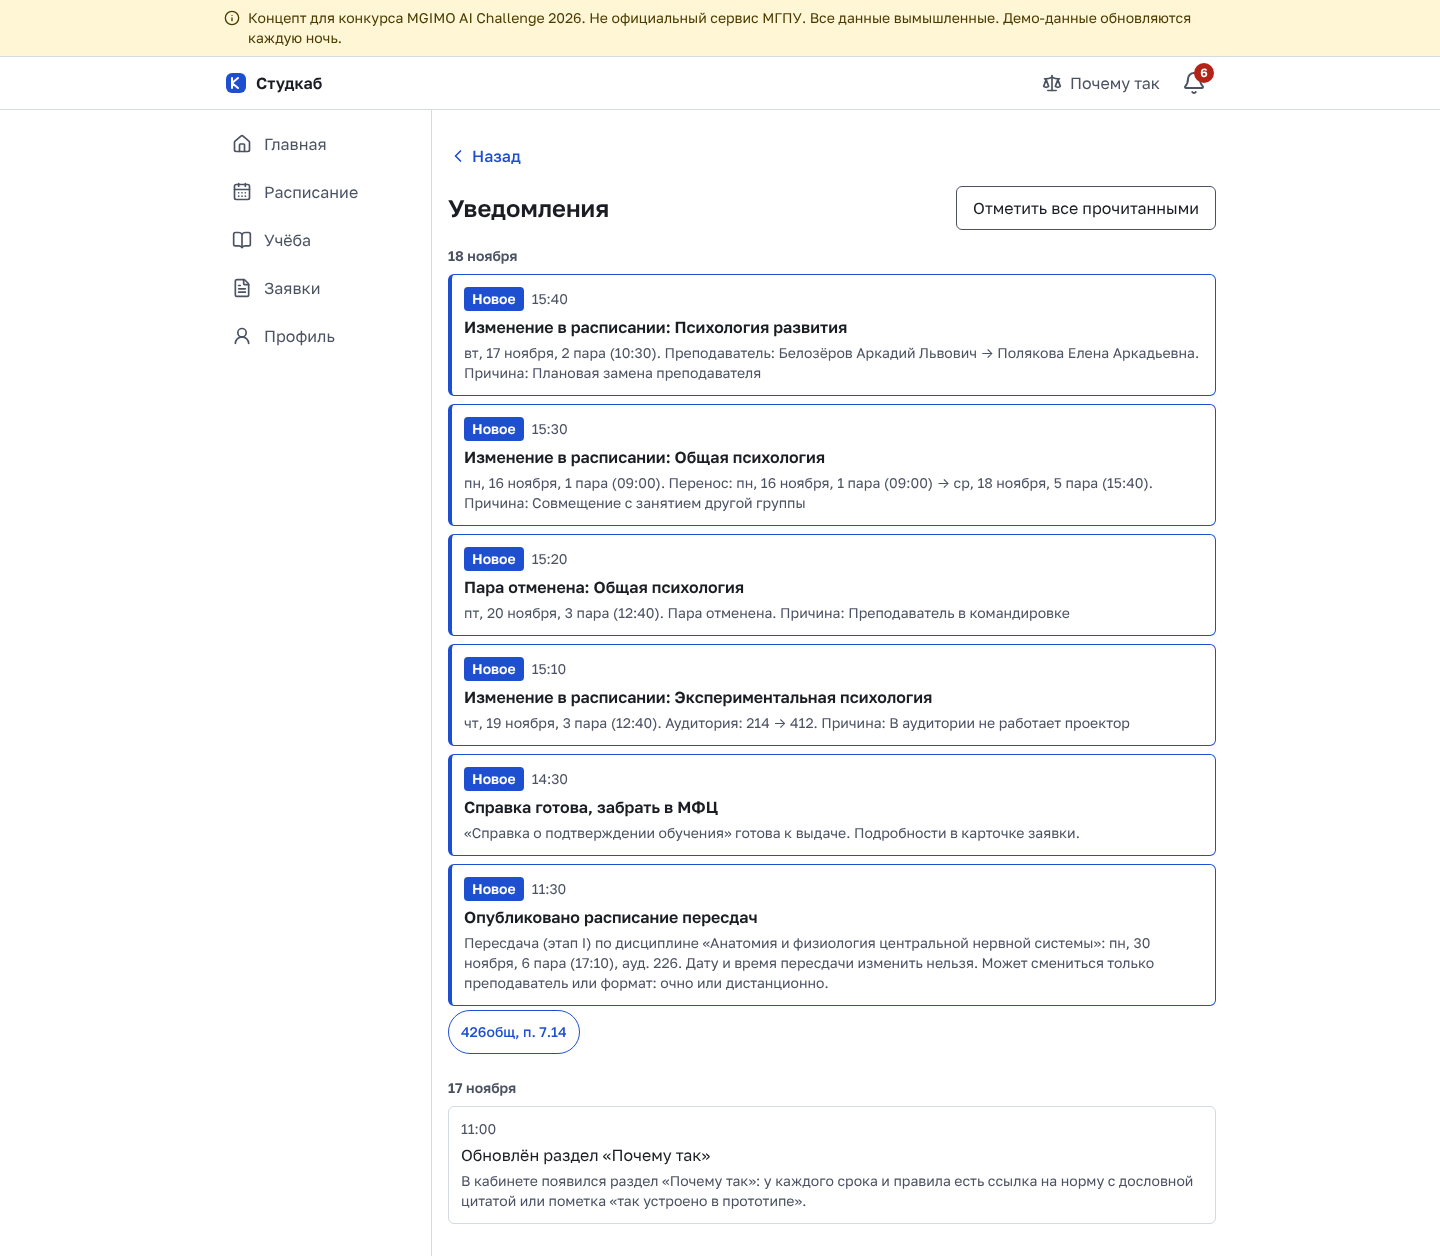 Концепт для конкурса MGIMO AI Challenge 2026. Не официальный сервис МГПУ. Все данные вымышленные. Демо-данные обновляются
каждую ночь.
Студкаб
Почему так
6
Главная
Расписание
Учёба
Заявки
Профиль
Назад
Уведомления
Отметить все прочитанными
18 ноября
Новое 15:40
Изменение в расписании: Психология развития
вт, 17 ноября, 2 пара (10:30). Преподаватель: Белозёров Аркадий Львович → Полякова Елена Аркадьевна.
Причина: Плановая замена преподавателя
Новое 15:30
Изменение в расписании: Общая психология
пн, 16 ноября, 1 пара (09:00). Перенос: пн, 16 ноября, 1 пара (09:00) → ср, 18 ноября, 5 пара (15:40).
Причина: Совмещение с занятием другой группы
Новое 15:20
Пара отменена: Общая психология
пт, 20 ноября, 3 пара (12:40). Пара отменена. Причина: Преподаватель в командировке
Новое 15:10
Изменение в расписании: Экспериментальная психология
чт, 19 ноября, 3 пара (12:40). Аудитория: 214 → 412. Причина: В аудитории не работает проектор
Новое 14:30
Справка готова, забрать в МФЦ
«Справка о подтверждении обучения» готова к выдаче. Подробности в карточке заявки.
Новое 11:30
Опубликовано расписание пересдач
Пересдача (этап I) по дисциплине «Анатомия и физиология центральной нервной системы»: пн, 30
ноября, 6 пара (17:10), ауд. 226. Дату и время пересдачи изменить нельзя. Может смениться только
преподаватель или формат: очно или дистанционно.
426общ, п. 7.14
17 ноября
11:00
Обновлён раздел «Почему так»
В кабинете появился раздел «Почему так»: у каждого срока и правила есть ссылка на норму с дословной
цитатой или пометка «так устроено в прототипе».